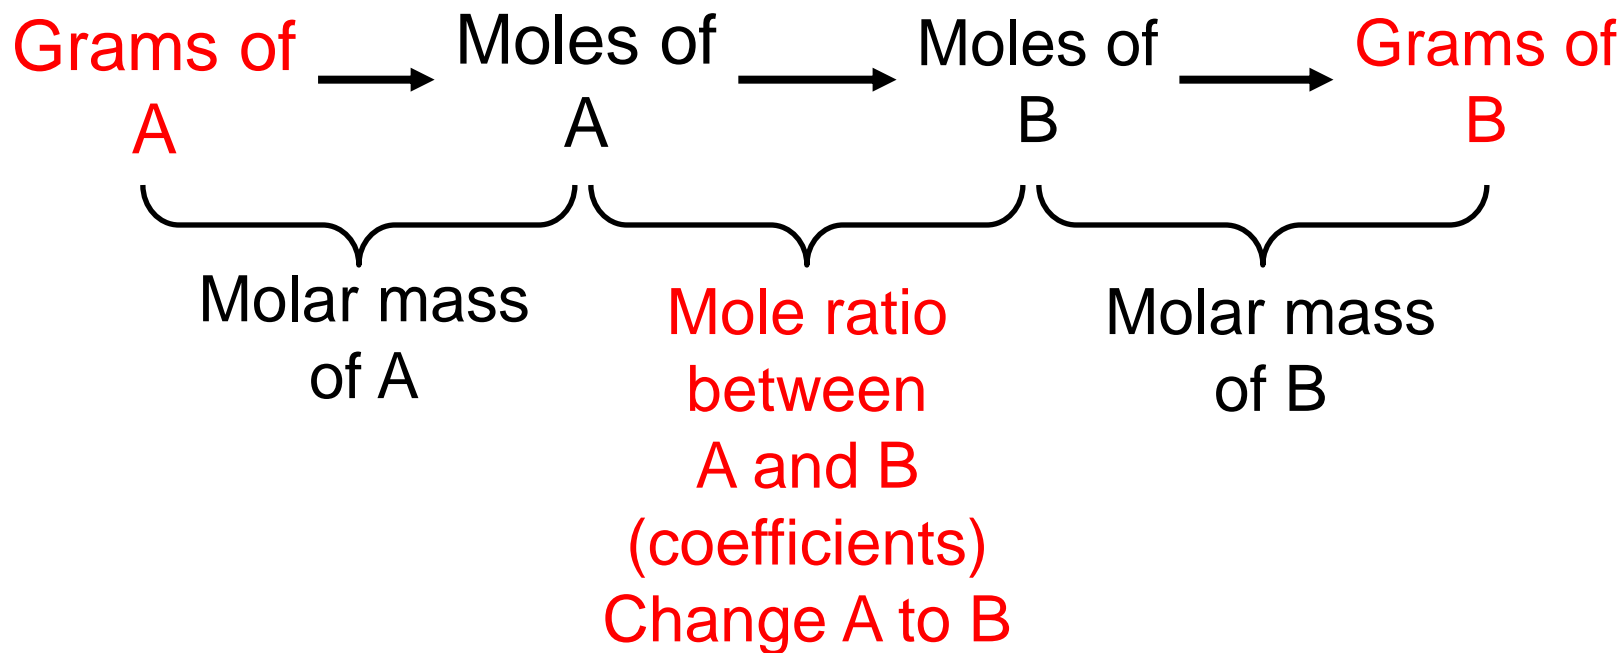 Grams of
A
Moles of
A
Moles of
B
Grams of
B
Molar mass
of A
Mole ratio
between
A and B
(coefficients)
Change A to B
Molar mass
of B